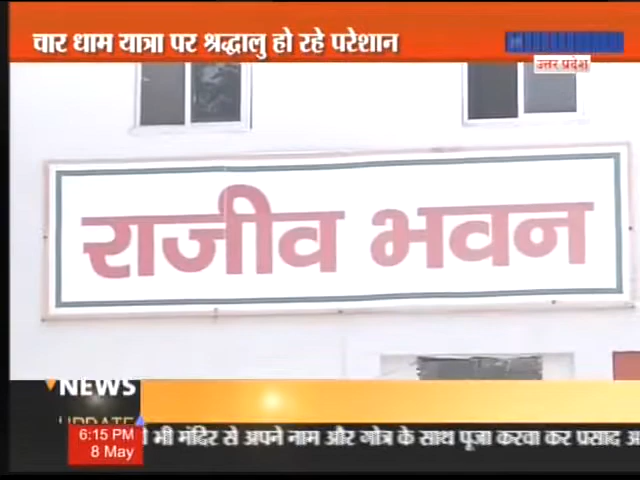 चार धाम यात्रा पर श्रद्धालु हो रहे परेशान
उत्तर प्रदेश
राजीव भवन
NEWS
UPDATE
6:15 PM
8 May
भी मंदिर से अपने नाम और गोत्र के साथ पूजा करवा कर प्रसाद